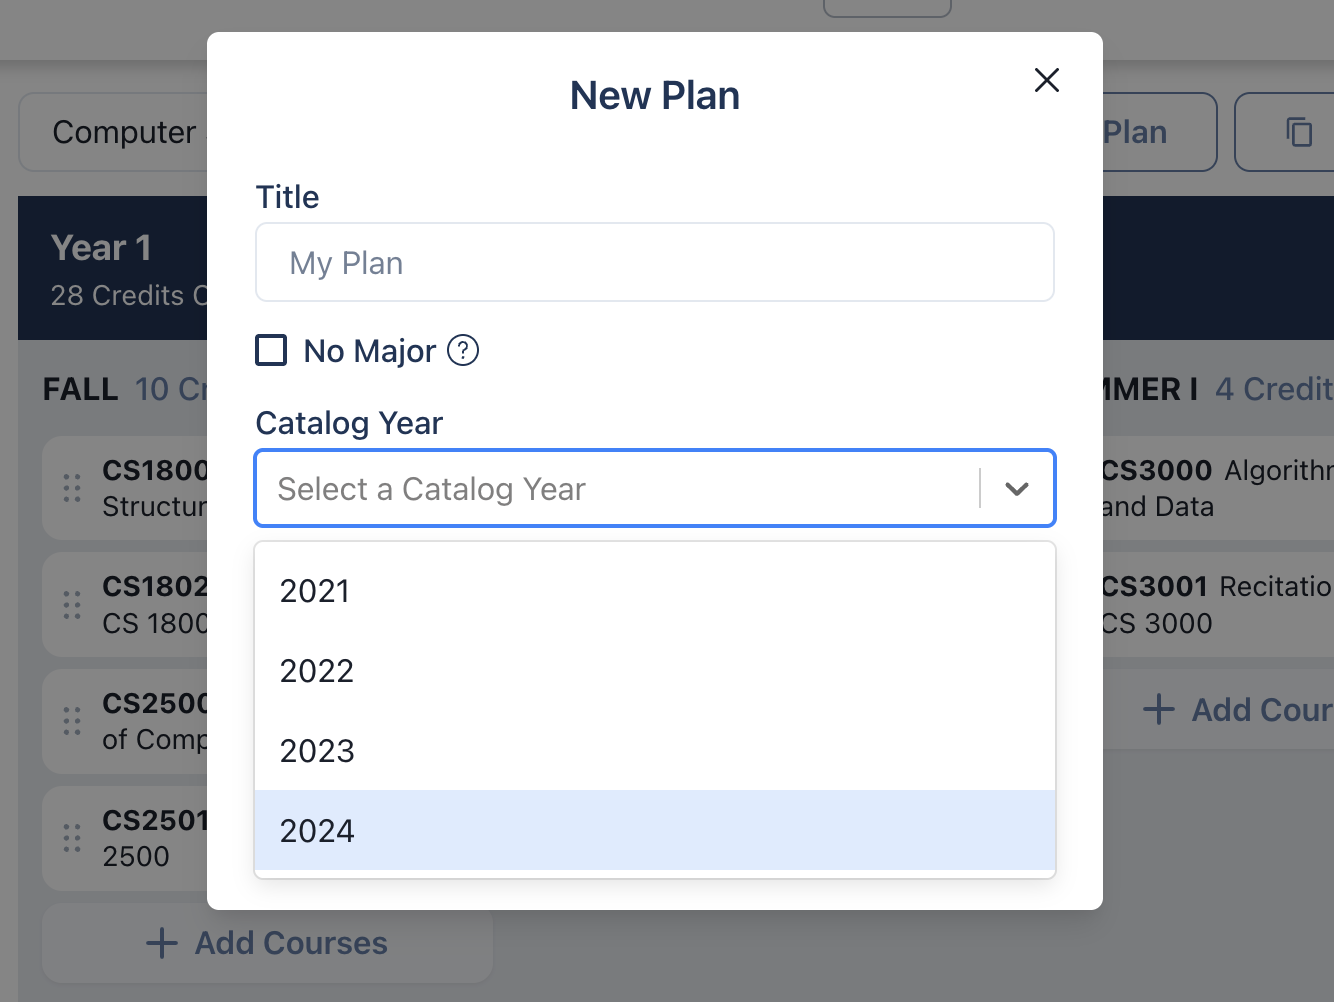 New Plan
Computer
Plan
Title
My Plan
Year 1
28 Credits
No Major ?
FALL 10
MMER I 4 Credit
Catalog Year
Select a Catalog Year
CS1800
Structur
CS3000 Algorithm
and Data
2021
2022
2023
2024
CS1802
CS 1800
CS3001 Recitatio
CS 3000
CS2500
of Comp
Add Cour
CS2501
2500
Add Courses